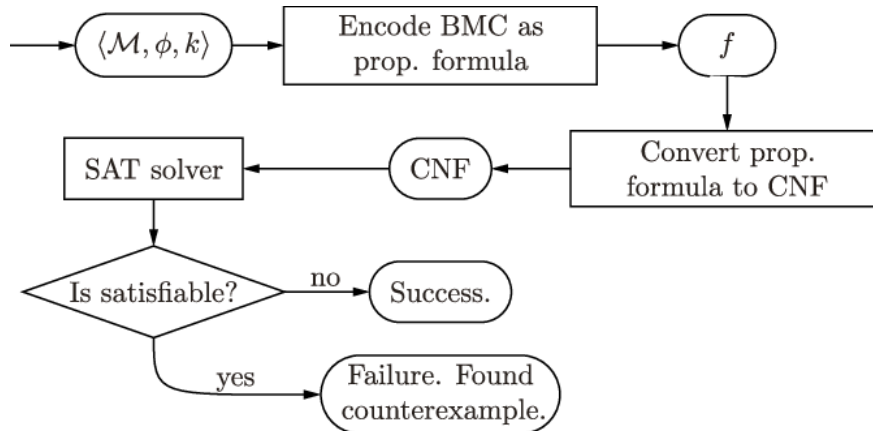 ⟨ℳ, ϕ, k⟩
Encode BMC as
prop. formula
f
Convert prop.
formula to CNF
CNF
SAT solver
Is satisfiable?
no
Success.
yes
Failure. Found
counterexample.